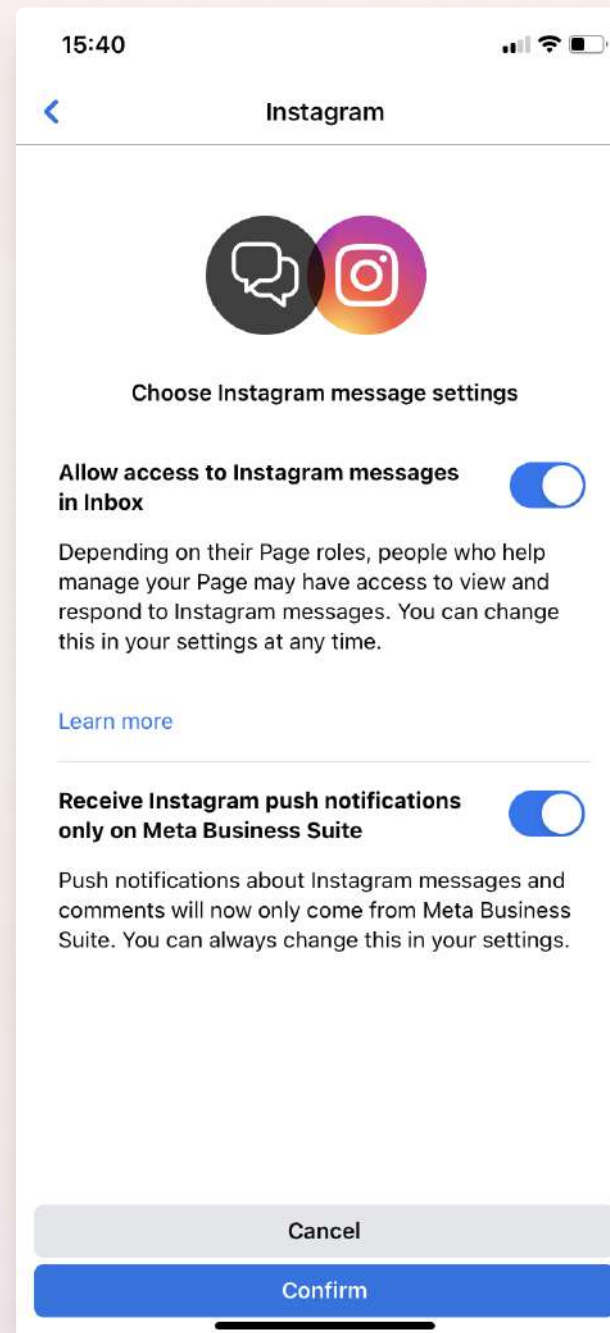 15:40
Instagram
Choose Instagram message settings
Allow access to Instagram messages
in Inbox
Depending on their Page roles, people who help
manage your Page may have access to view and
respond to Instagram messages. You can change
this in your settings at any time.
Learn more
Receive Instagram push notifications
only on Meta Business Suite
Push notifications about Instagram messages and
comments will now only come from Meta Business
Suite. You can always change this in your settings.
Cancel
Confirm